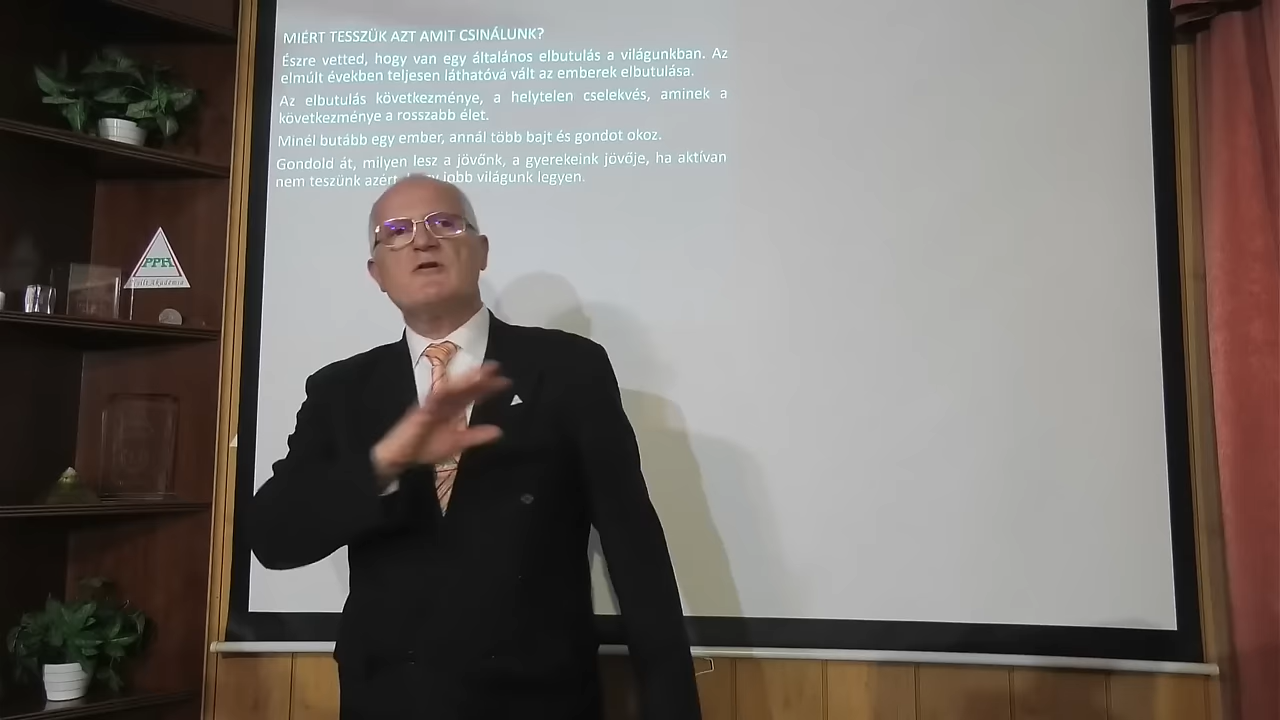 MIÉRT TESSZÜK AZT AMIT CSINÁLUNK?
Észre vetted, hogy van egy általános elbutulás a világunkban. Az
elmúlt években teljesen láthatóvá vált az emberek elbutulása.
Az elbutulás következménye, a helytelen cselekvés, aminek a
következménye a rosszabb élet.
Minél butább egy ember, annál több bajt és gondot okoz.
Gondold át, milyen lesz a jövőnk, a gyerekeink jövője, ha aktívan
nem teszünk azért jobb világunk legyen.
PPH